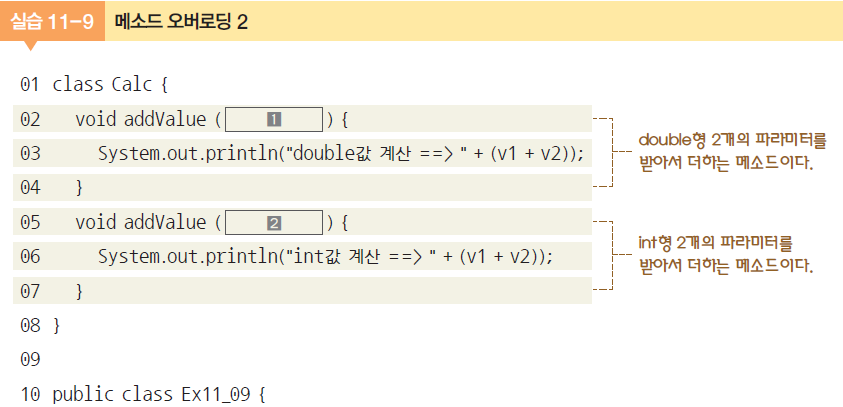 실습 11-9 메소드 오버로딩 2
01 class Calc {
02 void addValue ( 1 ) {
03 System.out.println("double값 계산 ==> " + (v1 + v2));
04 }
double형 2개의 파라미터를
받아서 더하는 메소드이다.
05 void addValue ( 2 ) {
06 System.out.println("int값 계산 ==> " + (v1 + v2));
07 }
int형 2개의 파라미터를
받아서 더하는 메소드이다.
08 }
09
10 public class Ex11_09 {